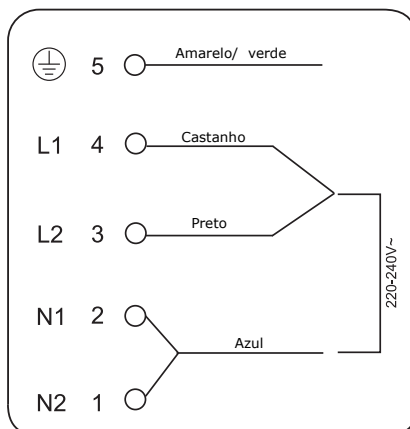 5 Amarelo/ verde
L1 4 Castanho
L2 3 Preto
220-240V~
N1 2
Azul
N2 1